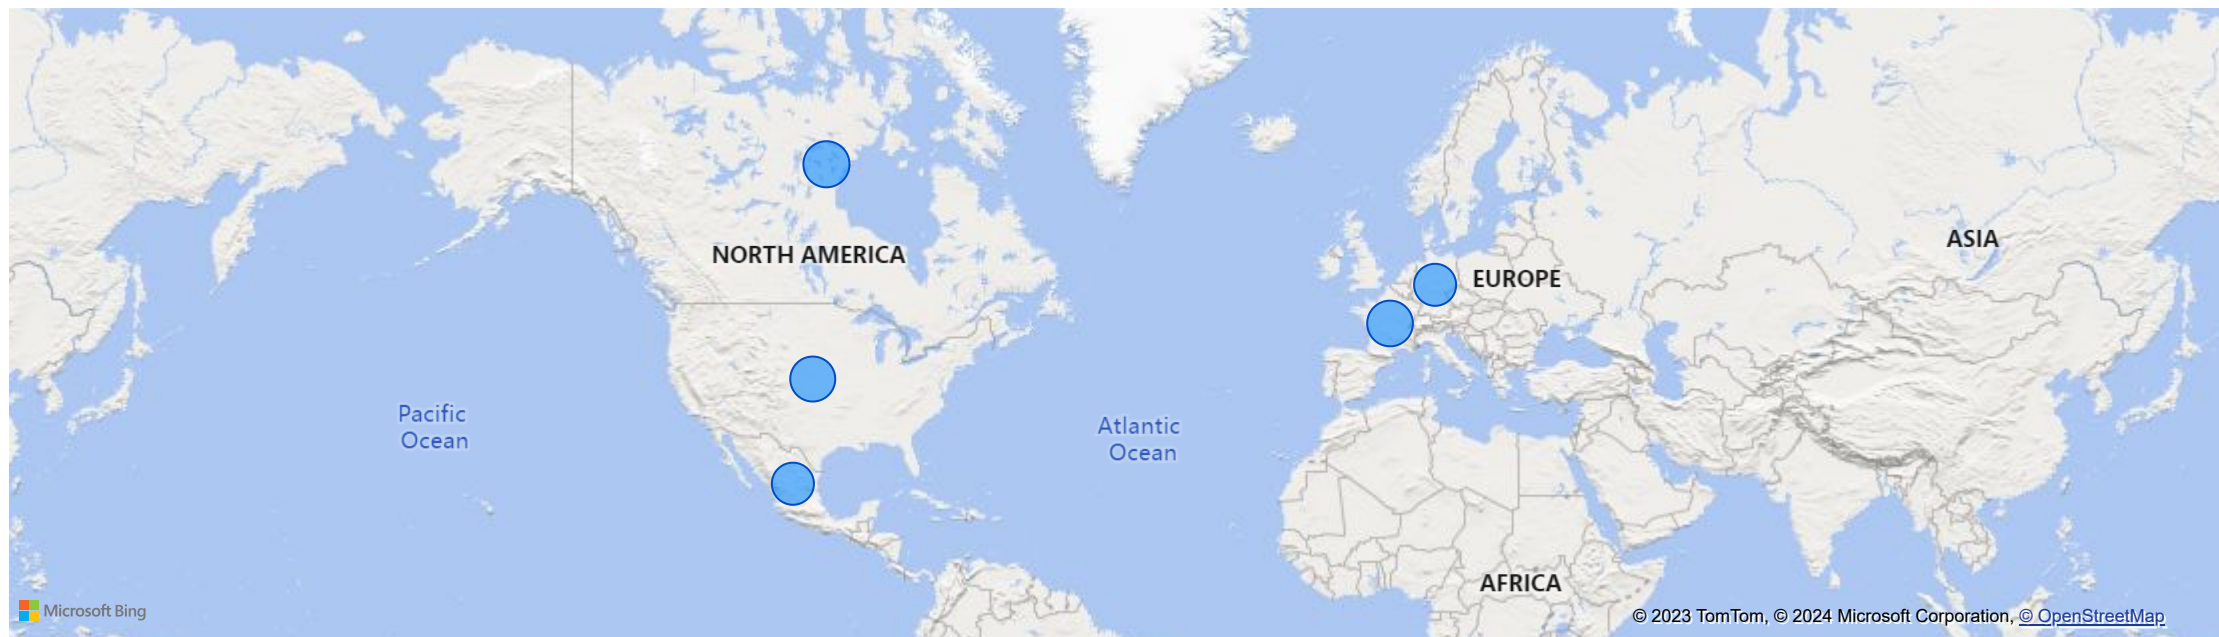 NORTH AMERICA
EUROPE
ASIA
Pacific
Ocean
Atlantic
Ocean
AFRICA
Microsoft Bing
© 2023 TomTom, © 2024 Microsoft Corporation, © OpenStreetMap